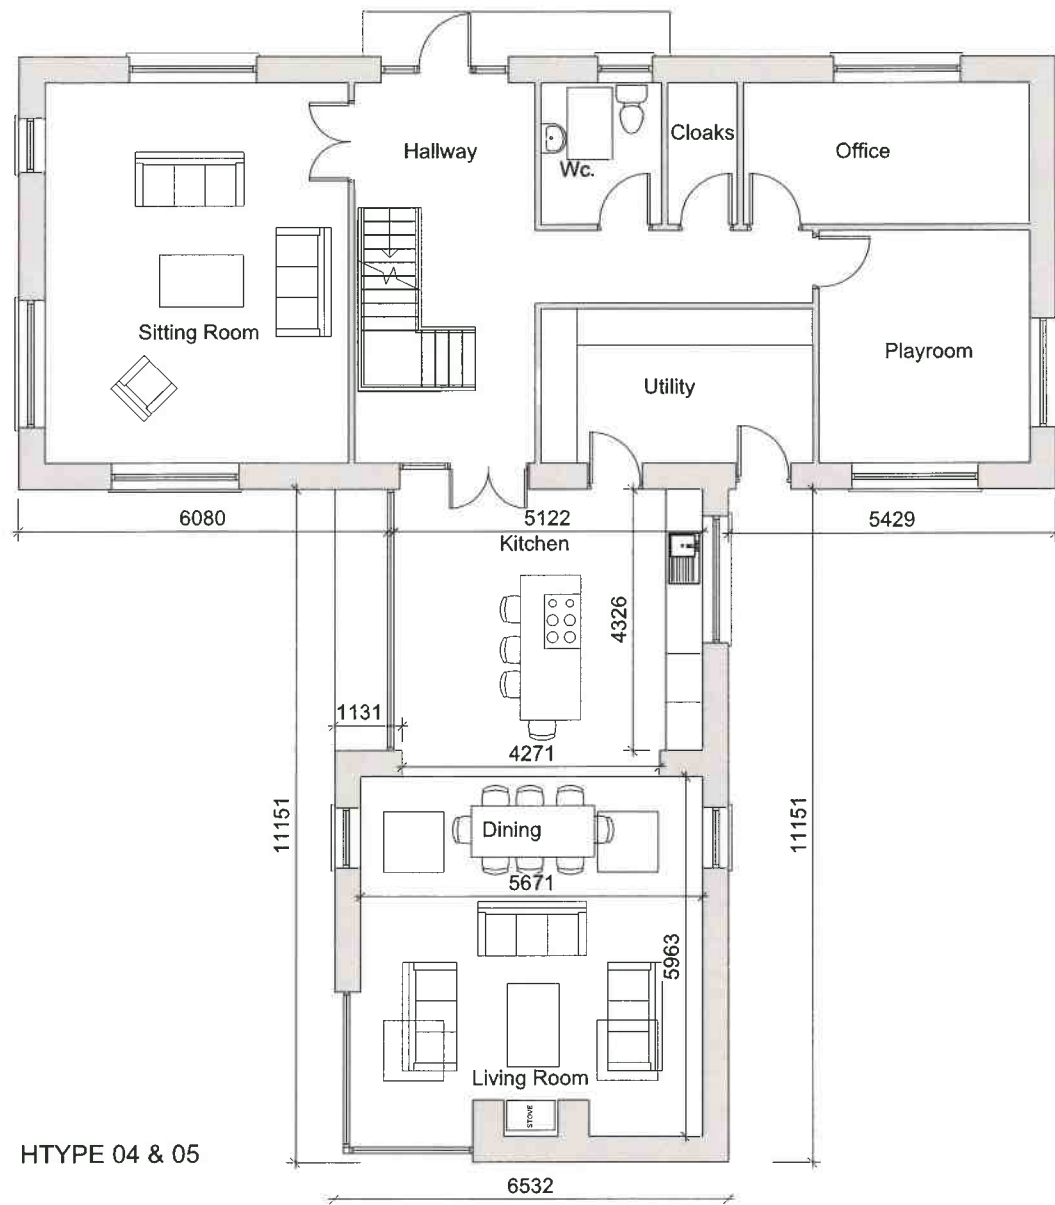 Hallway
Wc.
Cloaks
Office
Sitting Room
Playroom
Utility
6080
5122
5429
Kitchen
4326
1131
4271
11151
11151
Dining
5671
5963
Living Room
STOVE
HTYPE 04 & 05
6532